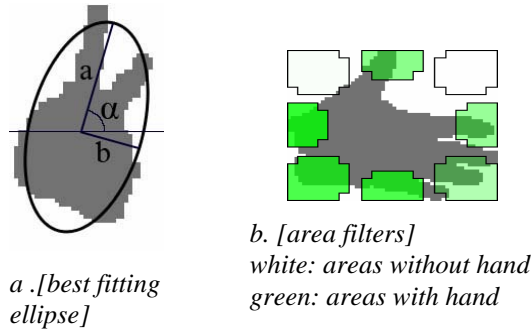 a
α
b
a .[best fitting
ellipse]
b. [area filters]
white: areas without hand
green: areas with hand